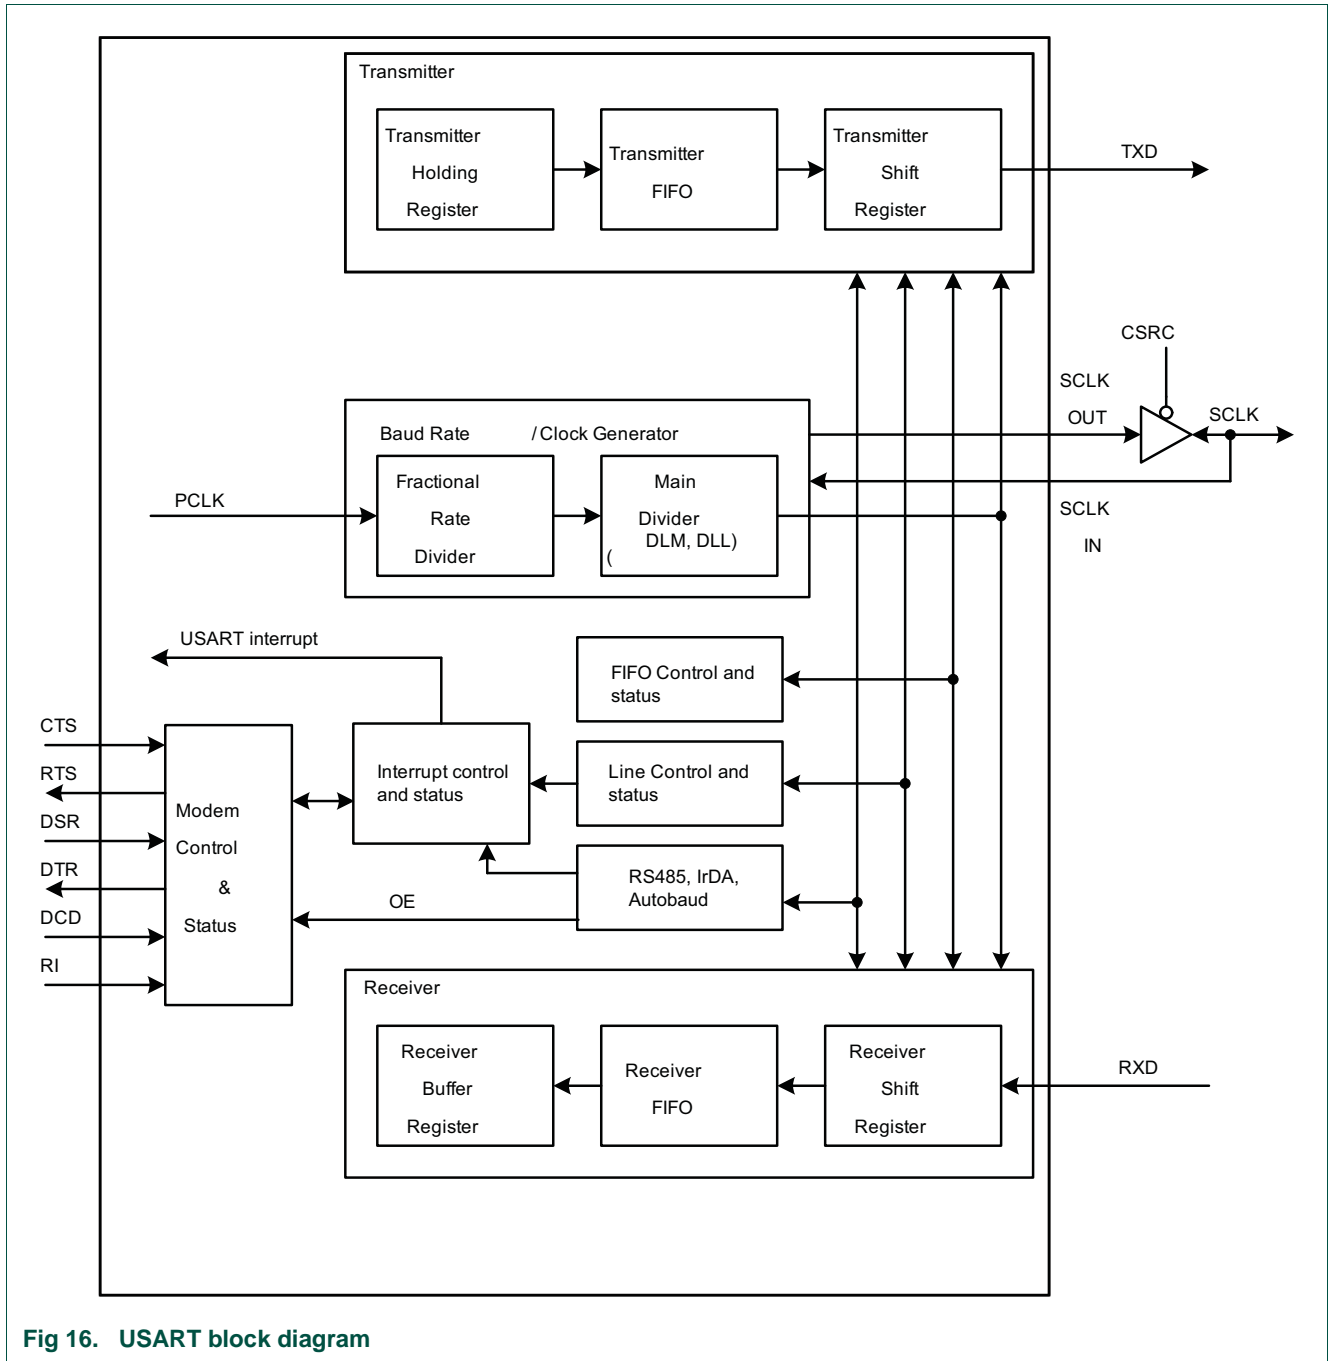 Transmitter
Transmitter
Holding
Register
Transmitter
FIFO
Transmitter
Shift
Register
TXD
CSRC
SCLK
OUT
SCLK
Baud Rate /Clock Generator
Fractional
Rate
Divider
Main
Divider
DLM, DLL)
(
PCLK
SCLK
IN
USART interrupt
FIFO Control and
status
CTS
RTS
DSR
DTR
DCD
RI
Modem
Control
&
Status
Interrupt control
and status
Line Control and
status
RS485, IrDA,
Autobaud
OE
Receiver
Receiver
Buffer
Register
Receiver
FIFO
Receiver
Shift
Register
RXD
Fig 16. USART block diagram